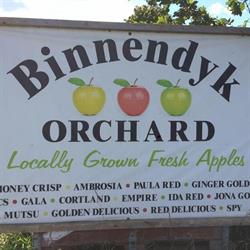 Binnendyk
ORCHARD
Locally Grown Fresh Apples
HONEY CRISP • AMBROSIA • PAULA RED • GINGER GOLD
GALA • CORTLAND • EMPIRE • IDA RED • JONA GO
MUTSU • GOLDEN DELICIOUS • RED DELICIOUS • SPY